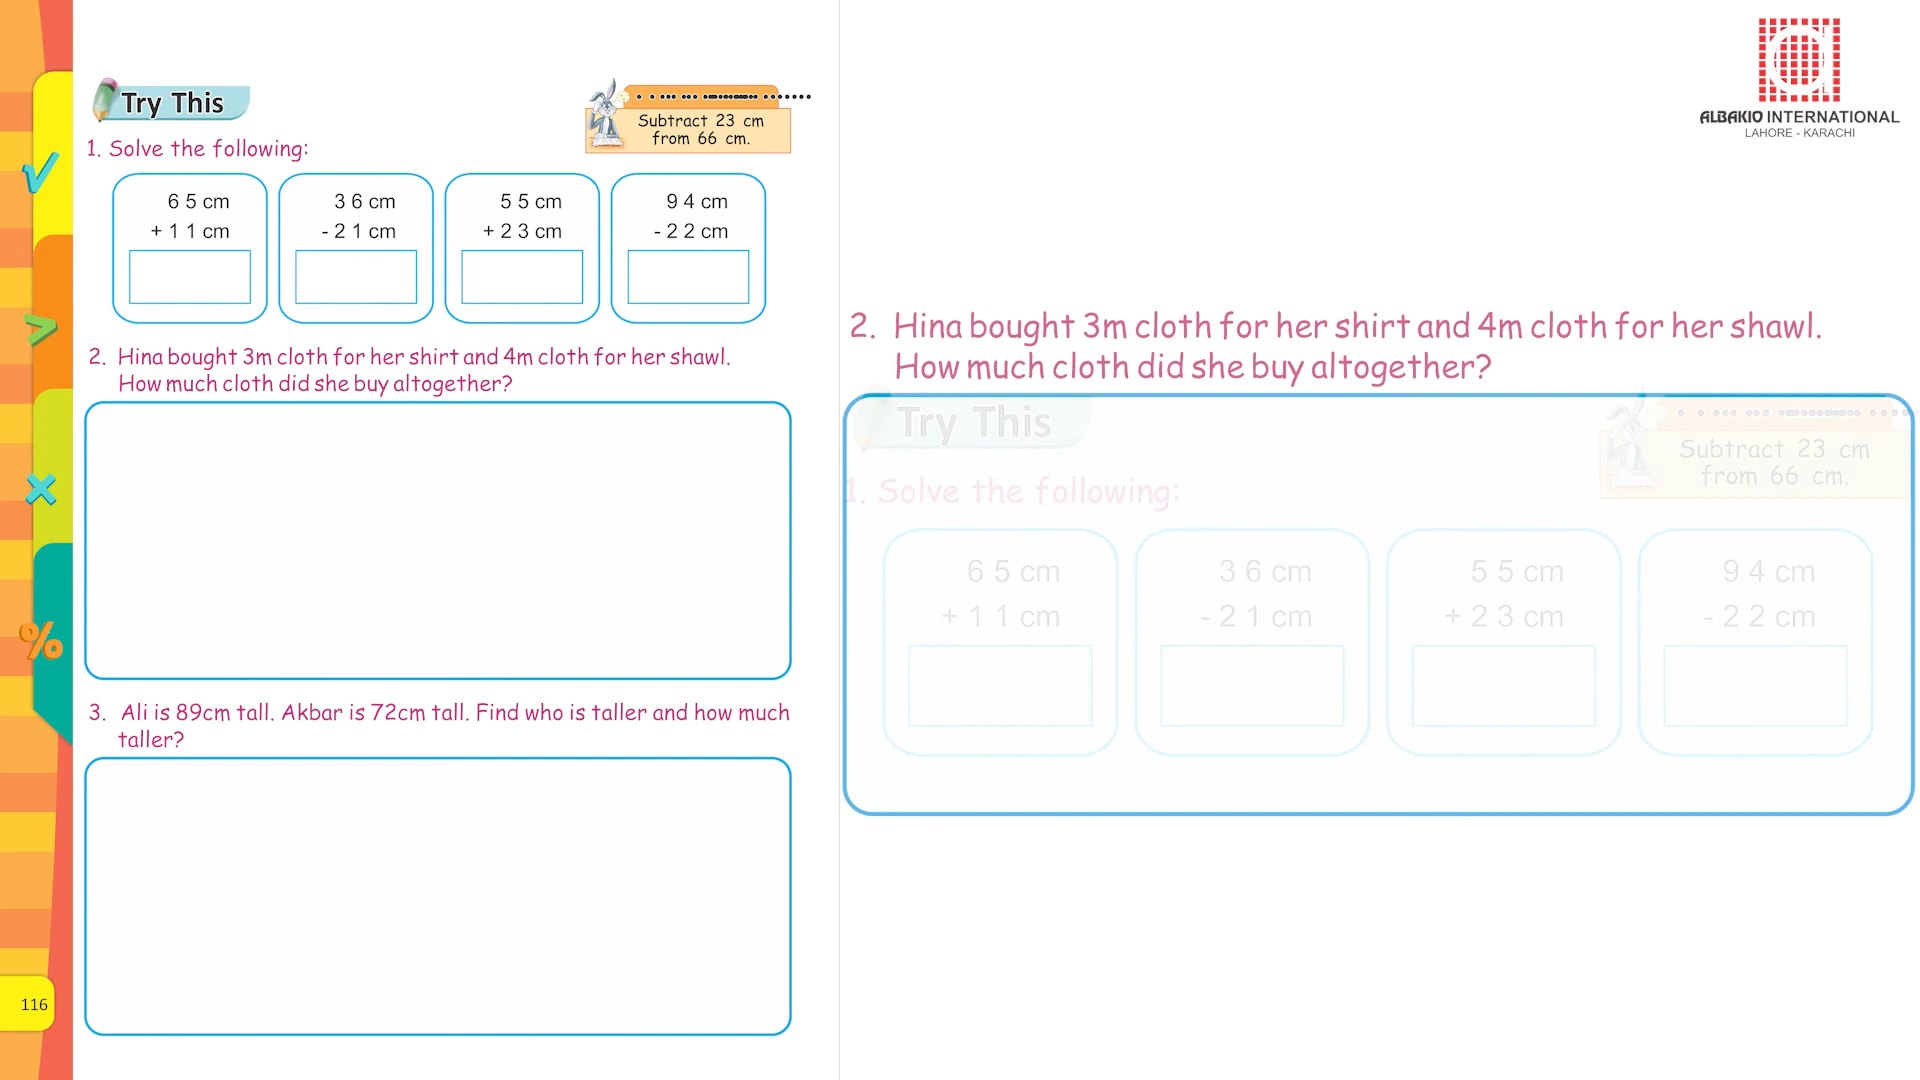 Try This
Subtract 23 cm
from 66 cm.
1. Solve the following:
6 5 cm
+ 1 1 cm
3 6 cm
- 2 1 cm
5 5 cm
+ 2 3 cm
9 4 cm
- 2 2 cm
2. Hina bought 3m cloth for her shirt and 4m cloth for her shawl.
How much cloth did she buy altogether?
3. Ali is 89cm tall. Akbar is 72cm tall. Find who is taller and how much
taller?
√
>
×
%
116
ALBAKIO INTERNATIONAL
LAHORE - KARACHI
2. Hina bought 3m cloth for her shirt and 4m cloth for her shawl.
How much cloth did she buy altogether?
Try This
Subtract 23 cm
from 66 cm.
1. Solve the following:
6 5 cm
+ 1 1 cm
3 6 cm
- 2 1 cm
5 5 cm
+ 2 3 cm
9 4 cm
- 2 2 cm